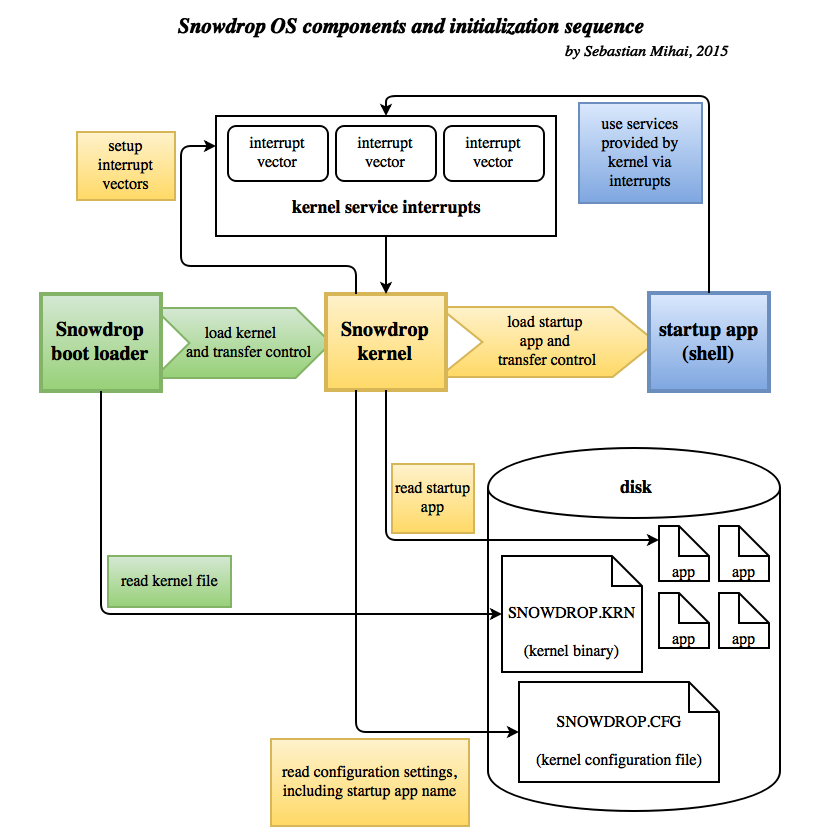 Snowdrop OS components and initialization sequence
by Sebastian Mihai, 2015
setup
interrupt
vectors
interrupt
vector
interrupt
vector
interrupt
vector
kernel service interrupts
use services
provided by
kernel via
interrupts
Snowdrop
boot loader
load kernel
and transfer control
Snowdrop
kernel
load startup
app and
transfer control
startup app
(shell)
read startup
app
disk
app
app
app
app
read kernel file
SNOWDROP.KRN
(kernel binary)
SNOWDROP.CFG
(kernel configuration file)
read configuration settings,
including startup app name